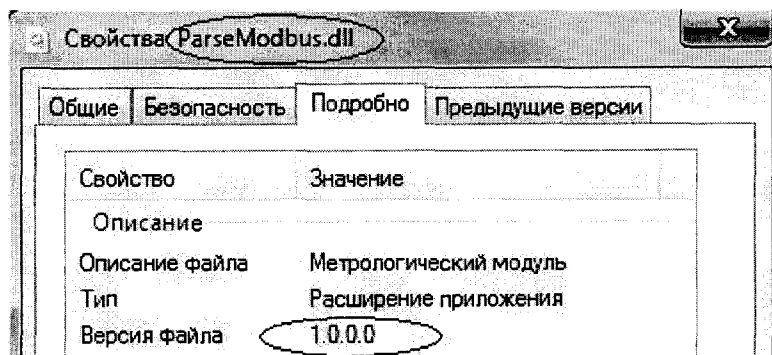 Свойства: ParseModbus.dll
Общие Безопасность Подробно Предыдущие версии
Свойство Значение
Описание
Описание файла Метрологический модуль
Тип Расширение приложения
Версия файла 1.0.0.0